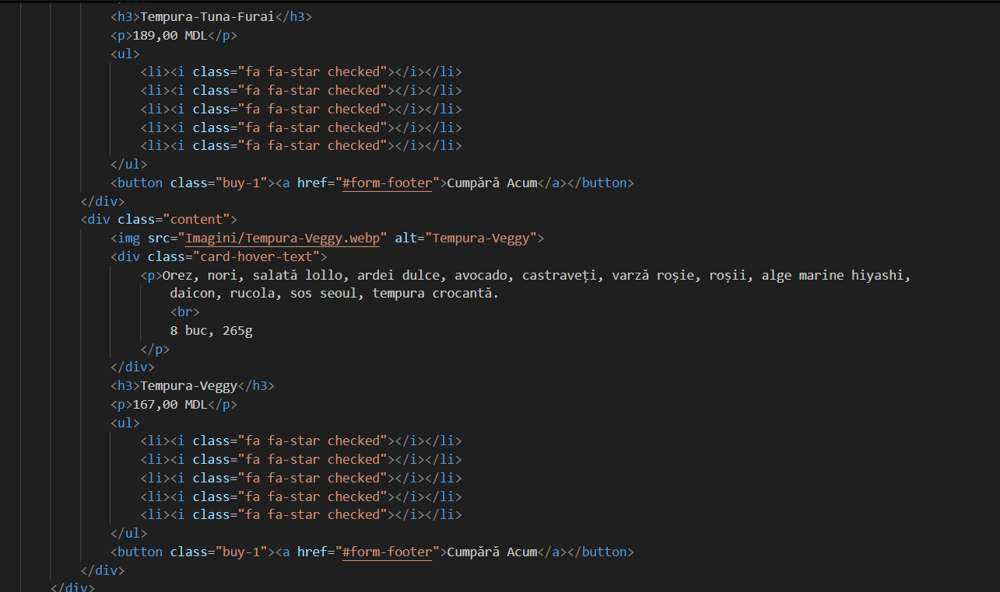 <h3>Tempura-Tuna-Furai</h3>
<p>189,00 MDL</p>
<ul>
<li><i class="fa fa-star checked"></i></li>
<li><i class="fa fa-star checked"></i></li>
<li><i class="fa fa-star checked"></i></li>
<li><i class="fa fa-star checked"></i></li>
<li><i class="fa fa-star checked"></i></li>
</ul>
<button class="buy-1"><a href="#form-footer">Cumpără Acum</a></button>
</div>
<div class="content">
<img src="Imagini/Tempura-Veggy.webp" alt="Tempura-Veggy">
<div class="card-hover-text">
<p>Orez, nori, salată lollo, ardei dulce, avocado, castraveți, varză roșie, roșii, alge marine hiyashi,
daicon, rucola, sos seoul, tempura crocantă.
<br>
8 buc, 265g
</p>
</div>
<h3>Tempura-Veggy</h3>
<p>167,00 MDL</p>
<ul>
<li><i class="fa fa-star checked"></i></li>
<li><i class="fa fa-star checked"></i></li>
<li><i class="fa fa-star checked"></i></li>
<li><i class="fa fa-star checked"></i></li>
<li><i class="fa fa-star checked"></i></li>
</ul>
<button class="buy-1"><a href="#form-footer">Cumpără Acum</a></button>
</div>
</div>